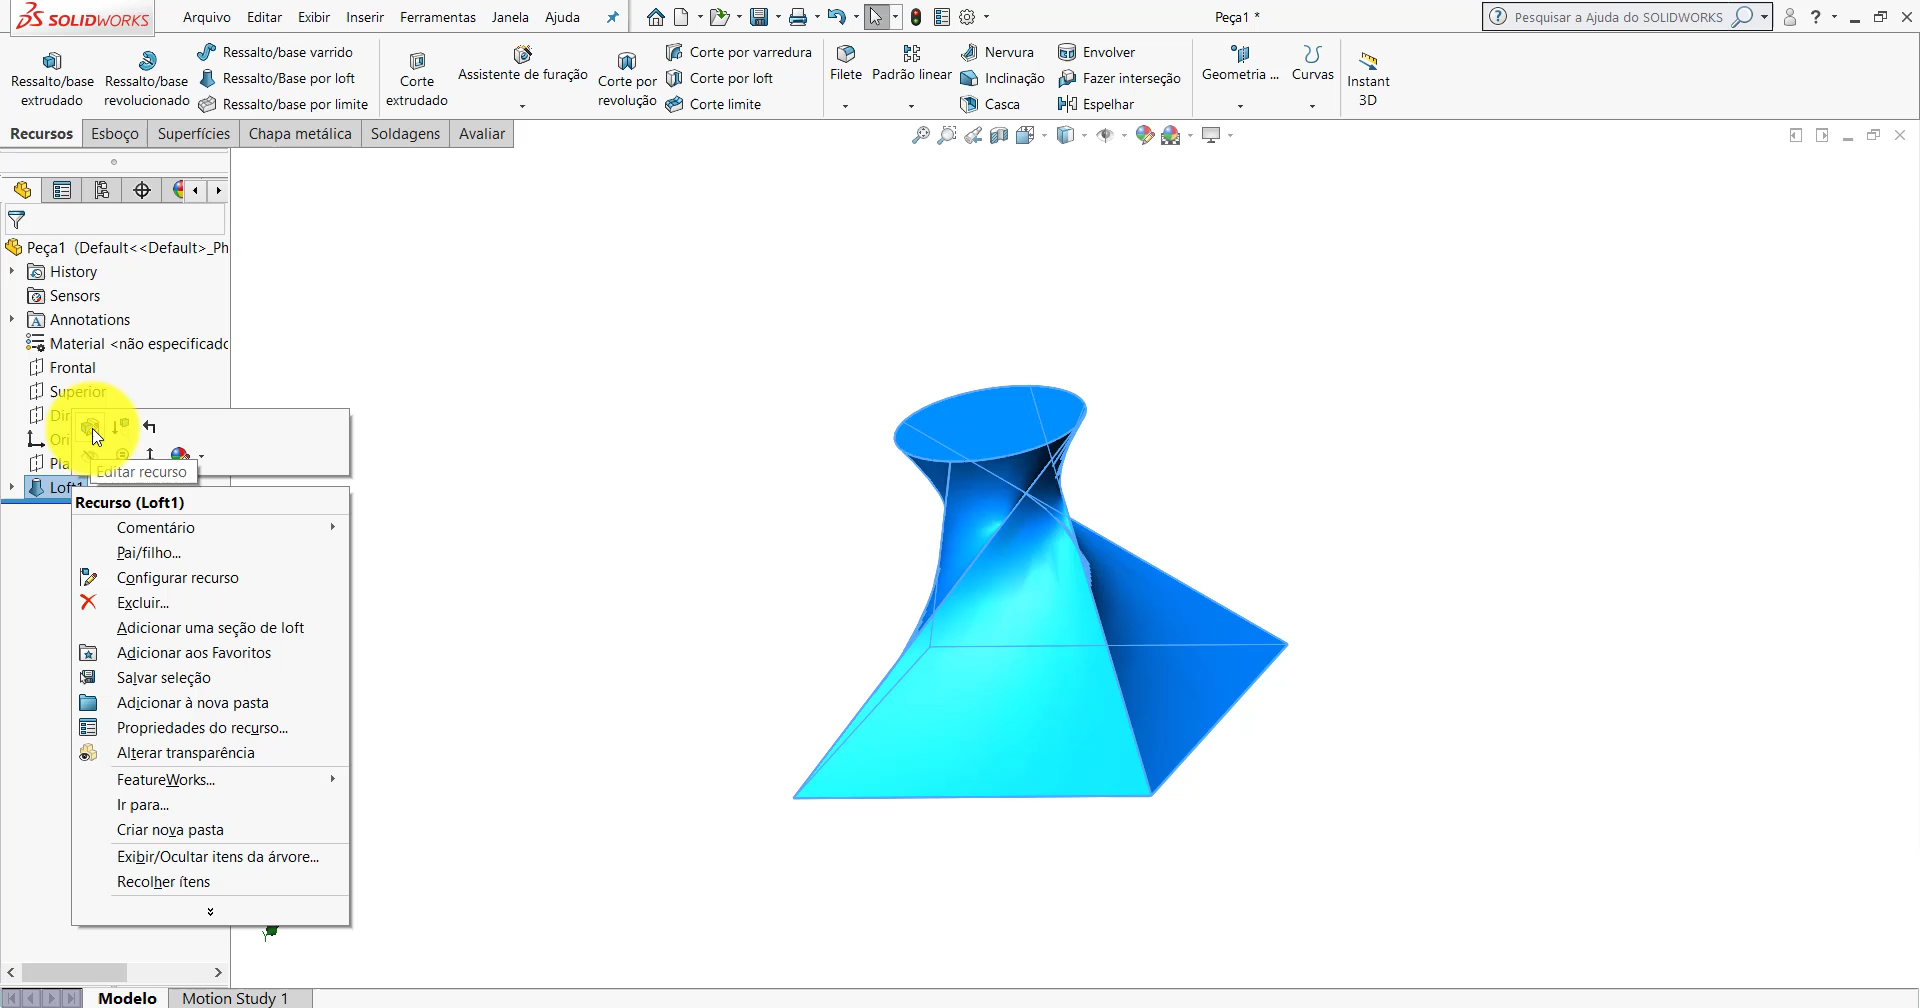 SOLIDWORKS
Arquivo Editar Exibir Inserir Ferramentas Janela Ajuda
Peça1 *
Pesquisar a Ajuda do SOLIDWORKS
Ressalto/base extrudado
Ressalto/base revolucionado
Ressalto/base varrido
Ressalto/Base por loft
Ressalto/base por limite
Corte extrudado
Assistente de furação
Corte por revolução
Corte por varredura
Corte por loft
Corte limite
Filete
Padrão linear
Nervura
Inclinação
Casca
Envolver
Fazer interseção
Espelhar
Geometria ...
Curvas
Instant 3D
Recursos Esboço Superfícies Chapa metálica Soldagens Avaliar
Peça1 (Default<<Default>_Ph
History
Sensors
Annotations
Material <não especificado
Frontal
Superior
Dir
Ori
Pla
Loft1
Editar recurso
Recurso (Loft1)
Comentário
Pai/filho...
Configurar recurso
Excluir...
Adicionar uma seção de loft
Adicionar aos Favoritos
Salvar seleção
Adicionar à nova pasta
Propriedades do recurso...
Alterar transparência
FeatureWorks...
Ir para...
Criar nova pasta
Exibir/Ocultar itens da árvore...
Recolher ítens
Modelo Motion Study 1